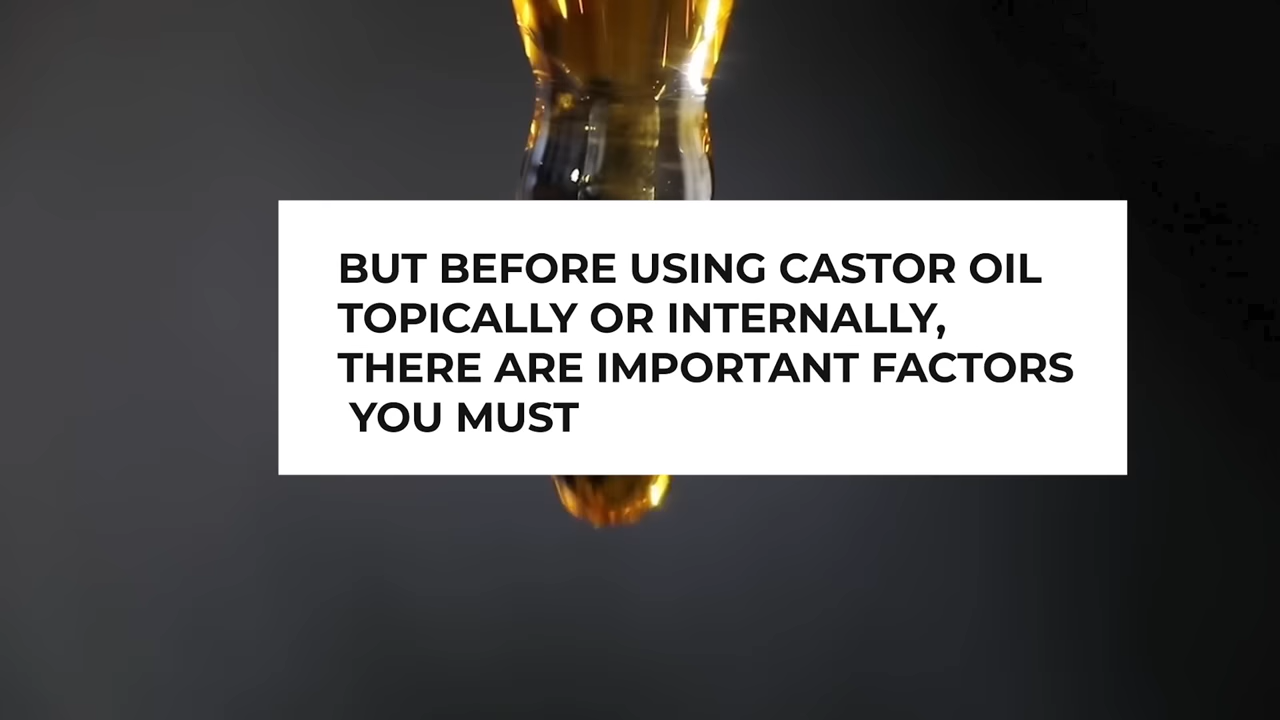 BUT BEFORE USING CASTOR OIL
TOPICALLY OR INTERNALLY,
THERE ARE IMPORTANT FACTORS
YOU MUST